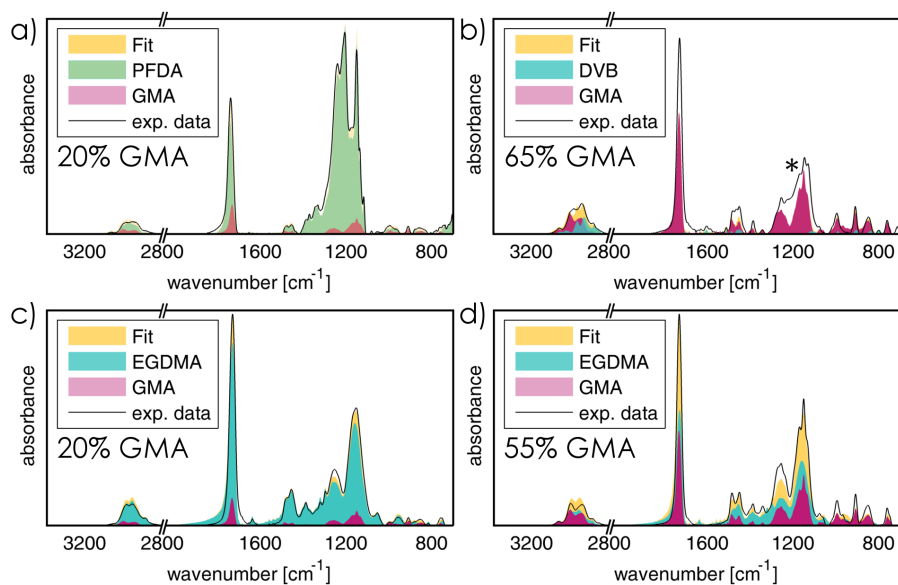 a)
//
Fit
PFDA
GMA
exp. data
20% GMA
absorbance
3200 2800 1600 1200 800
//
wavenumber [cm⁻¹]
b)
//
Fit
DVB
GMA
exp. data
65% GMA
*
absorbance
3200 2800 1600 1200 800
//
wavenumber [cm⁻¹]
c)
//
Fit
EGDMA
GMA
exp. data
20% GMA
absorbance
3200 2800 1600 1200 800
//
wavenumber [cm⁻¹]
d)
//
Fit
EGDMA
GMA
exp. data
55% GMA
absorbance
3200 2800 1600 1200 800
//
wavenumber [cm⁻¹]